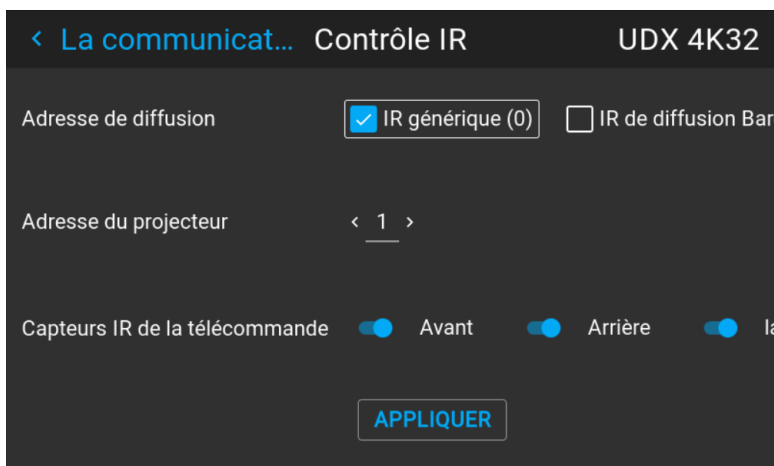 < La communicat... Contrôle IR UDX 4K32
Adresse de diffusion IR générique (0) IR de diffusion Bar
Adresse du projecteur < 1 >
Capteurs IR de la télécommande Avant Arrière la
APPLIQUER